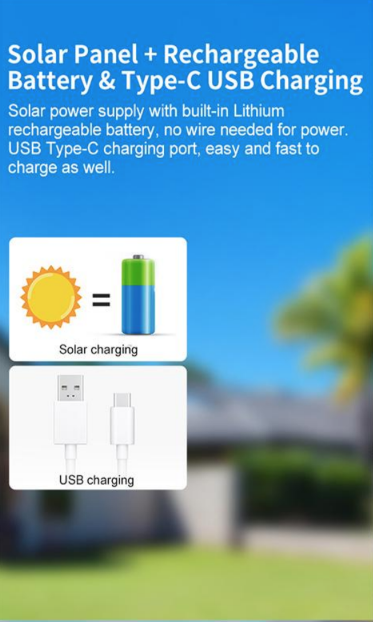 Solar Panel + Rechargeable
Battery & Type-C USB Charging
Solar power supply with built-in Lithium
rechargeable battery, no wire needed for power.
USB Type-C charging port, easy and fast to
charge as well.
Solar charging
USB charging